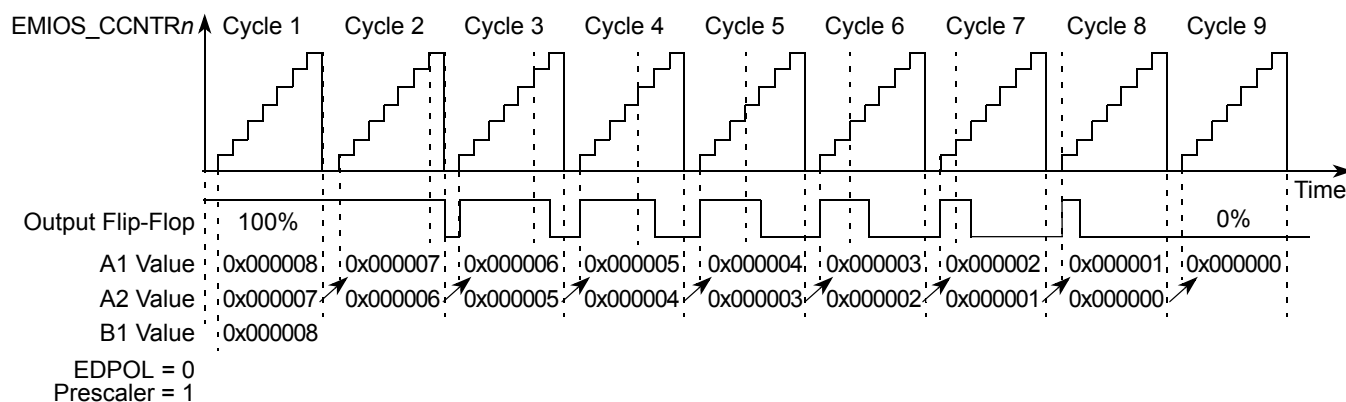 EMIOS_CCNTRn Cycle 1 Cycle 2 Cycle 3 Cycle 4 Cycle 5 Cycle 6 Cycle 7 Cycle 8 Cycle 9
Time
Output Flip-Flop 100% 0%
A1 Value 0x000008 0x000007 0x000006 0x000005 0x000004 0x000003 0x000002 0x000001 0x000000
A2 Value 0x000007 0x000006 0x000005 0x000004 0x000003 0x000002 0x000001 0x000000
B1 Value 0x000008
EDPOL = 0
Prescaler = 1